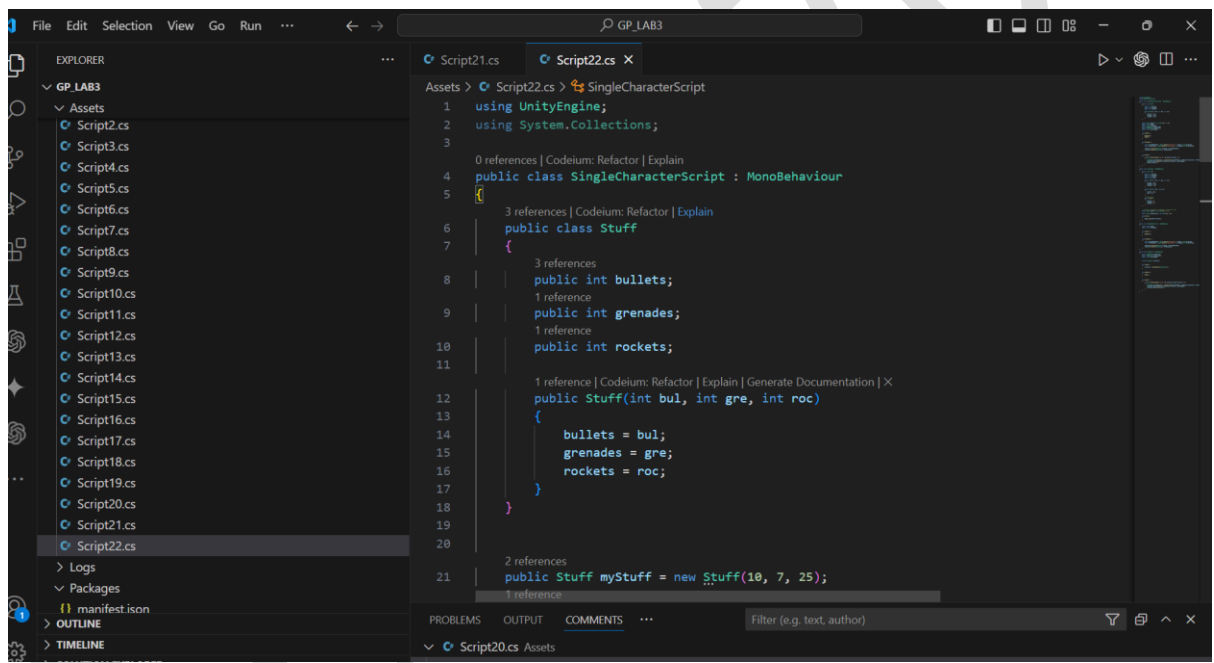 File Edit Selection View Go Run ··· GP_LAB3
EXPLORER ···
GP_LAB3
Assets
Script2.cs
Script3.cs
Script4.cs
Script5.cs
Script6.cs
Script7.cs
Script8.cs
Script9.cs
Script10.cs
Script11.cs
Script12.cs
Script13.cs
Script14.cs
Script15.cs
Script16.cs
Script17.cs
Script18.cs
Script19.cs
Script20.cs
Script21.cs
Script22.cs
Logs
Packages
{} manifest.json
OUTLINE
TIMELINE
1
C# Script21.cs C# Script22.cs
Assets > C# Script22.cs > SingleCharacterScript
1 using UnityEngine;
2 using System.Collections;
3
0 references | Codeium: Refactor | Explain
4 public class SingleCharacterScript : MonoBehaviour
5 {
3 references | Codeium: Refactor | Explain
6 public class Stuff
7 {
3 references
8 public int bullets;
1 reference
9 public int grenades;
1 reference
10 public int rockets;
11
1 reference | Codeium: Refactor | Explain | Generate Documentation | X
12 public Stuff(int bul, int gre, int roc)
13 {
14 bullets = bul;
15 grenades = gre;
16 rockets = roc;
17 }
18 }
19
20
2 references
21 public Stuff myStuff = new Stuff(10, 7, 25);
1 reference
PROBLEMS OUTPUT COMMENTS ··· Filter (e.g. text, author)
C# Script20.cs Assets